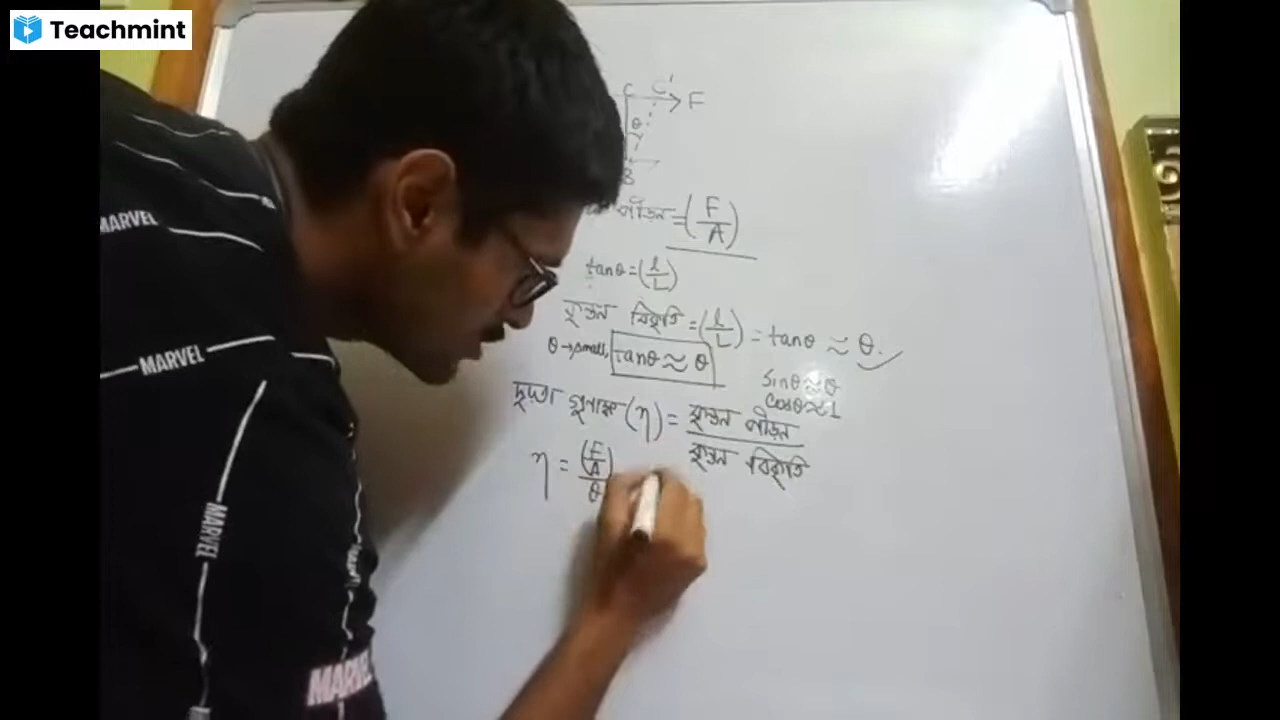 Teachmint
C C' F
θ
B
পীড়ন = (F/A)
tanθ = (l/L)
কৃন্তন বিকৃতি = (l/L) = tanθ ≈ θ.
θ → small, tanθ ≈ θ
sinθ ≈ θ
cosθ ≈ 1
দৃঢ়তা গুণাঙ্ক (η) = কৃন্তন পীড়ন / কৃন্তন বিকৃতি
η = (F/A) / θ
MARVEL
MARVEL
MARVEL
MARVEL